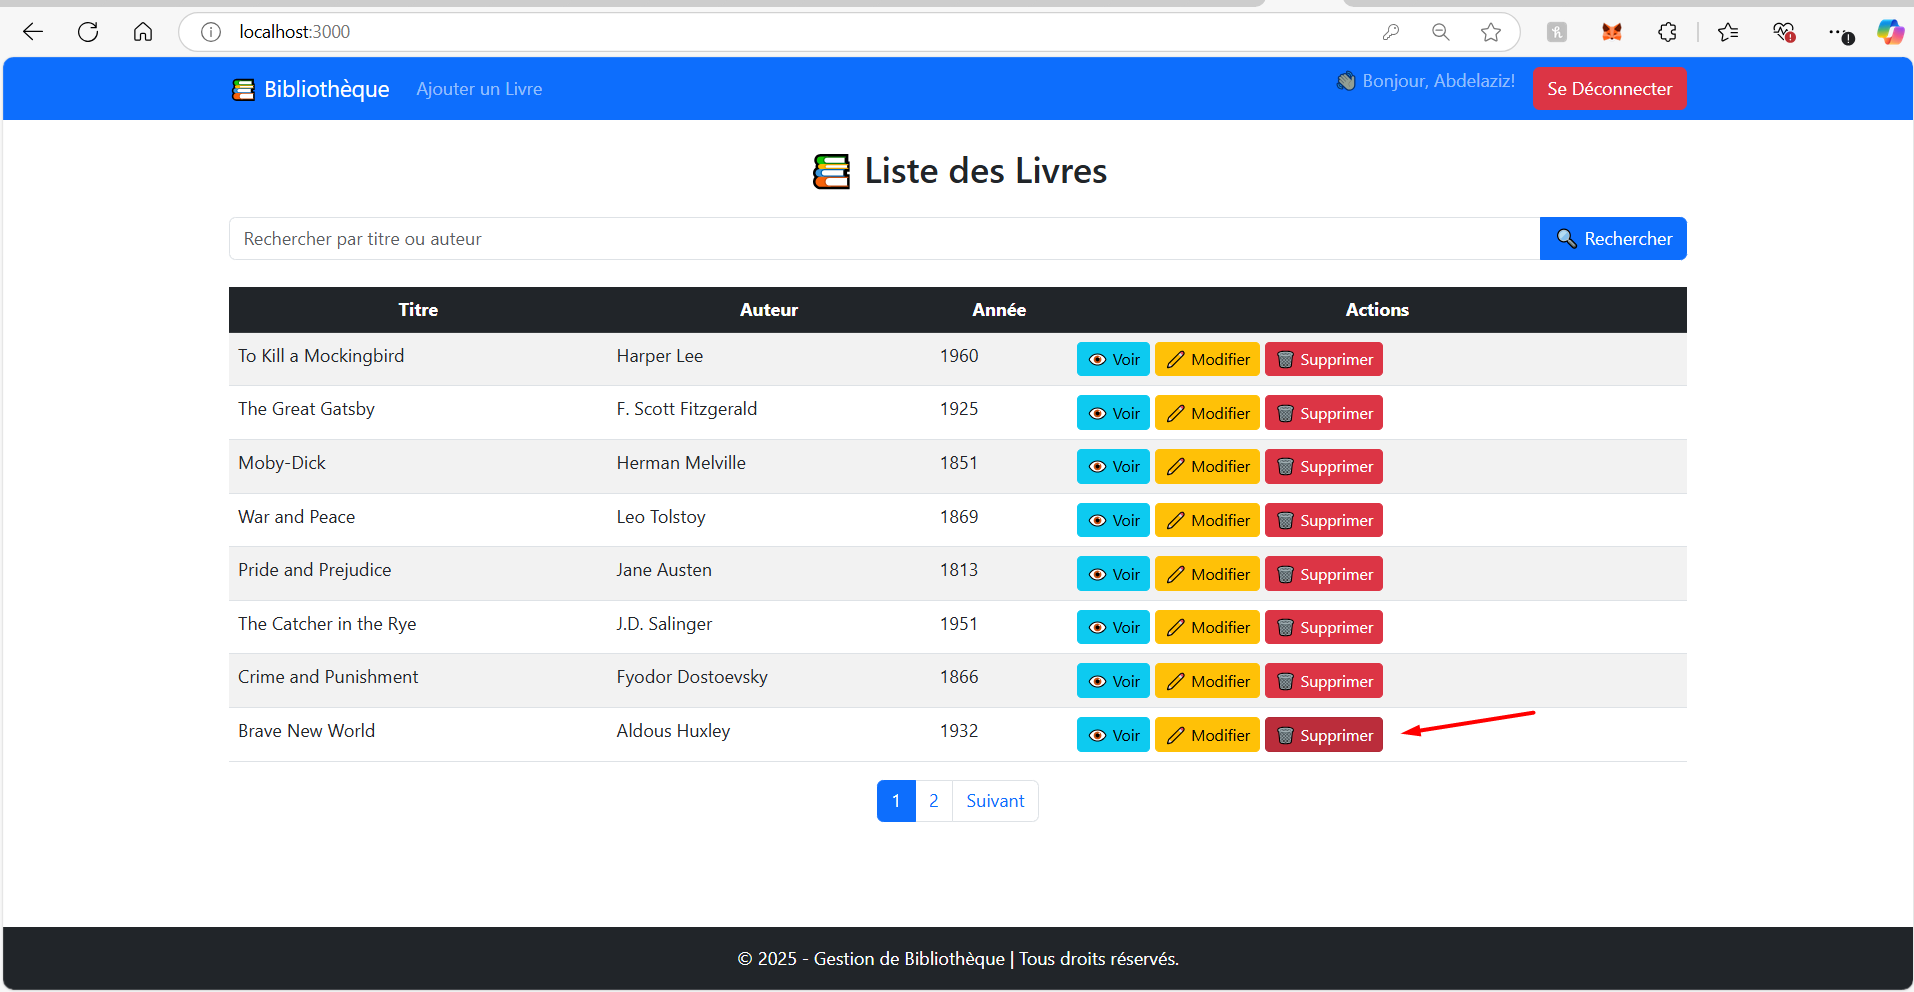 localhost:3000
Bibliothèque Ajouter un Livre Bonjour, Abdelaziz! Se Déconnecter
Liste des Livres
Rechercher par titre ou auteur Rechercher
Titre Auteur Année Actions
To Kill a Mockingbird Harper Lee 1960 Voir Modifier Supprimer
The Great Gatsby F. Scott Fitzgerald 1925 Voir Modifier Supprimer
Moby-Dick Herman Melville 1851 Voir Modifier Supprimer
War and Peace Leo Tolstoy 1869 Voir Modifier Supprimer
Pride and Prejudice Jane Austen 1813 Voir Modifier Supprimer
The Catcher in the Rye J.D. Salinger 1951 Voir Modifier Supprimer
Crime and Punishment Fyodor Dostoevsky 1866 Voir Modifier Supprimer
Brave New World Aldous Huxley 1932 Voir Modifier Supprimer
1 2 Suivant
© 2025 - Gestion de Bibliothèque | Tous droits réservés.